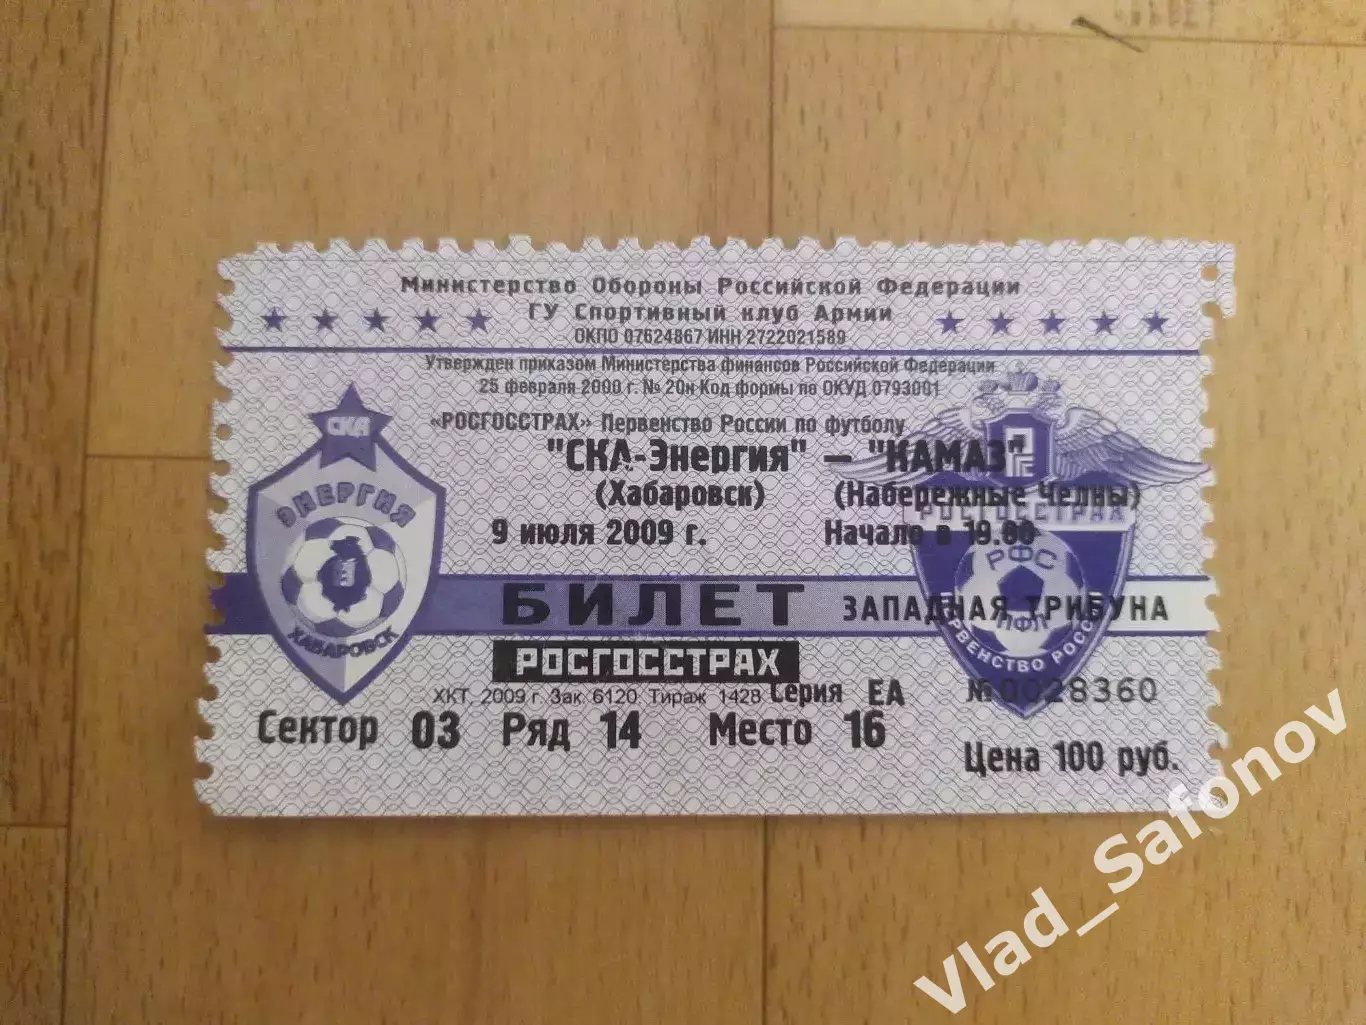 Министерство Обороны Российской Федерации
ГУ Спортивный клуб Армии
ОКПО 07624867 ИНН 2722021589
Утвержден приказом Министерства финансов Российской Федерации
25 февраля 2000 г. № 20н Код формы по ОКУД 0793001
«РОСГОССТРАХ» Первенство России по футболу
"СКА-Энергия" — "КАМАЗ"
(Хабаровск) (Набережные Челны)
9 июля 2009 г. Начало в 19.00
СКА
ЭНЕРГИЯ
ХАБАРОВСК
РОСГОССТРАХ
РФС
ПФЛ
ПЕРВЕНСТВО РОССИИ
БИЛЕТ ЗАПАДНАЯ ТРИБУНА
РОСГОССТРАХ
ХКТ 2009 г. Зак. 6120 Тираж 1428 Серия ЕА №0028360
Сектор 03 Ряд 14 Место 16
Цена 100 руб.
Vlad_Safonov